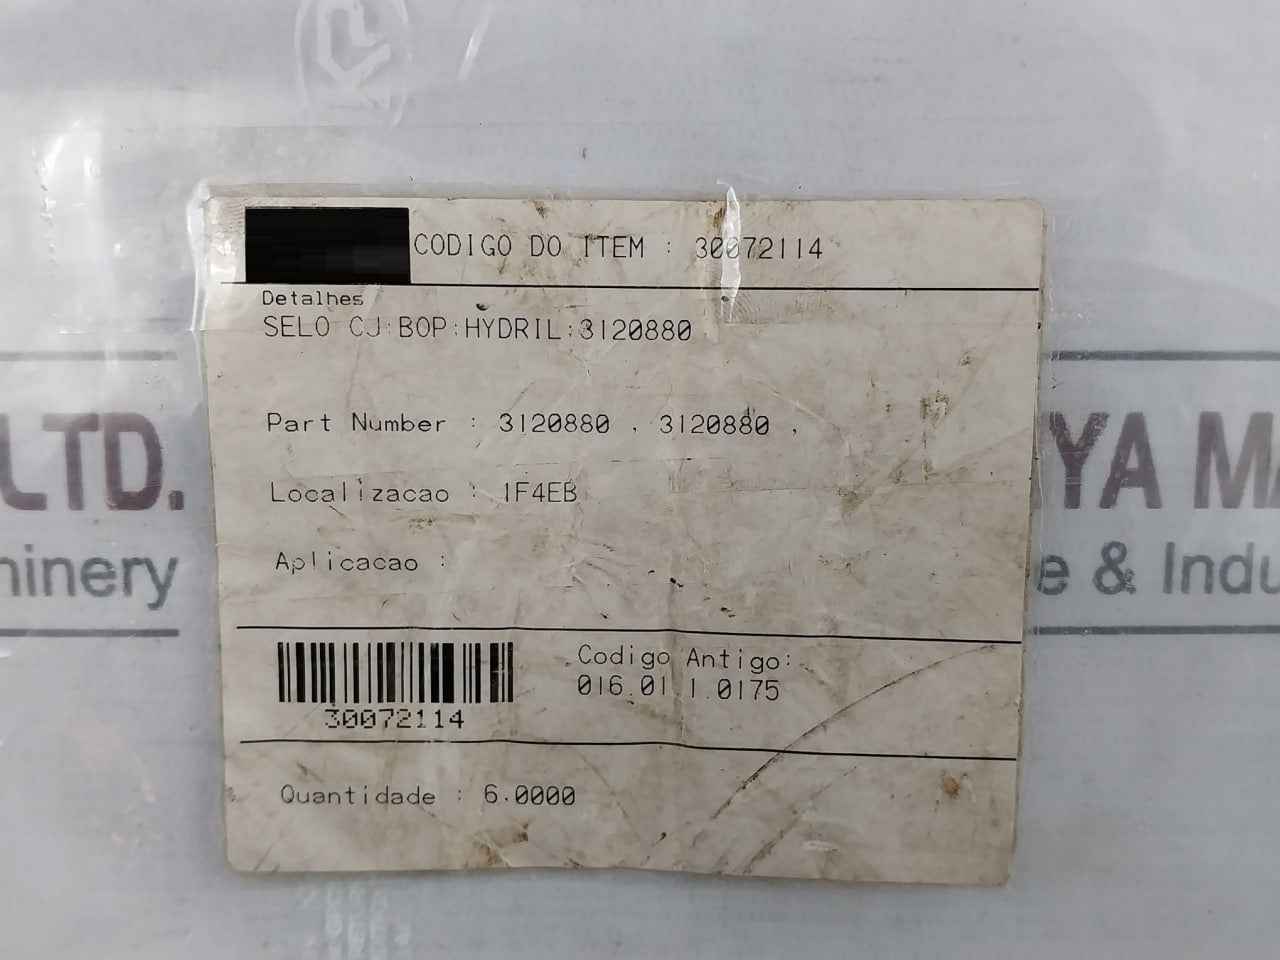 CODIGO DO ITEM : 30072114
Detalhes
SELO CJ:BOP:HYDRIL:3120880
Part Number : 3120880 , 3120880 ,
Localizacao : 1F4EB
Aplicacao :
Codigo Antigo:
016.01.1.0175
30072114
Quantidade : 6.0000
LTD.
YA MA
hinery
e & Indu